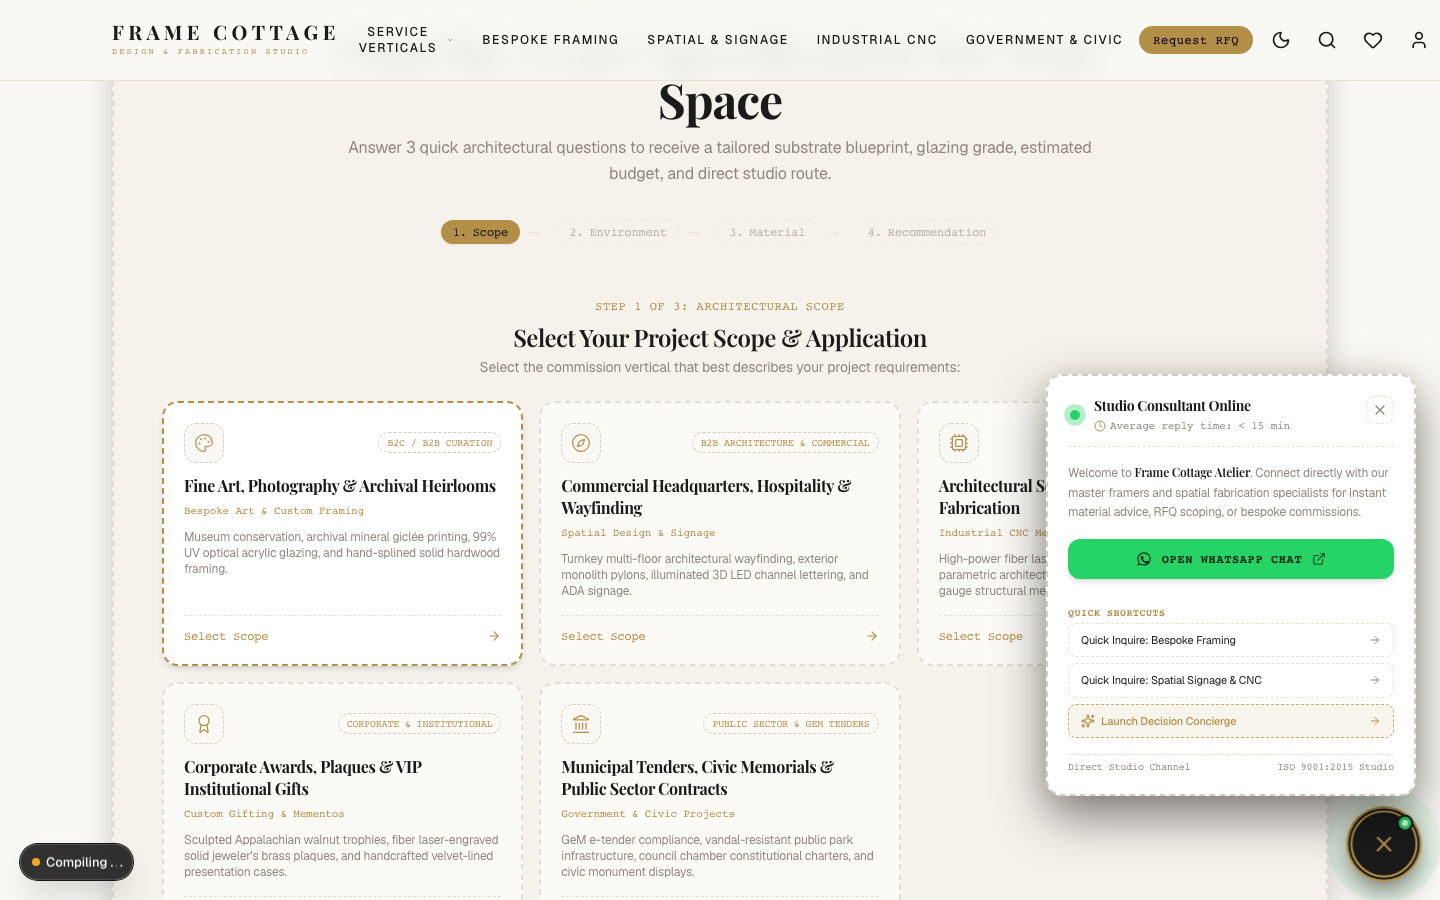 FRAME COTTAGE
DESIGN & FABRICATION STUDIO
SERVICE
VERTICALS
BESPOKE FRAMING
SPATIAL & SIGNAGE
INDUSTRIAL CNC
GOVERNMENT & CIVIC
Request RFQ
Space
Answer 3 quick architectural questions to receive a tailored substrate blueprint, glazing grade, estimated
budget, and direct studio route.
1. Scope
2. Environment
3. Material
4. Recommendation
STEP 1 OF 3: ARCHITECTURAL SCOPE
Select Your Project Scope & Application
Select the commission vertical that best describes your project requirements:
B2C / B2B CURATION
Fine Art, Photography & Archival Heirlooms
Bespoke Art & Custom Framing
Museum conservation, archival mineral giclée printing, 99%
UV optical acrylic glazing, and hand-splined solid hardwood
framing.
Select Scope
B2B ARCHITECTURE & COMMERCIAL
Commercial Headquarters, Hospitality &
Wayfinding
Spatial Design & Signage
Turnkey multi-floor architectural wayfinding, exterior
monolith pylons, illuminated 3D LED channel lettering, and
ADA signage.
Select Scope
Architectural
Fabrication
Industrial CNC
High-power fiber
parametric
gauge structural
Select Scope
CORPORATE & INSTITUTIONAL
Corporate Awards, Plaques & VIP
Institutional Gifts
Custom Gifting & Mementos
Sculpted Appalachian walnut trophies, fiber laser-engraved
solid jeweler's brass plaques, and handcrafted velvet-lined
presentation cases.
PUBLIC SECTOR & GEM TENDERS
Municipal Tenders, Civic Memorials &
Public Sector Contracts
Government & Civic Projects
GeM e-tender compliance, vandal-resistant public park
infrastructure, council chamber constitutional charters, and
civic monument displays.
Studio Consultant Online
Average reply time: < 15 min
Welcome to Frame Cottage Atelier. Connect directly with our
master framers and spatial fabrication specialists for instant
material advice, RFQ scoping, or bespoke commissions.
OPEN WHATSAPP CHAT
QUICK SHORTCUTS
Quick Inquire: Bespoke Framing
Quick Inquire: Spatial Signage & CNC
Launch Decision Concierge
Direct Studio Channel
ISO 9001:2015 Studio
Compiling ...